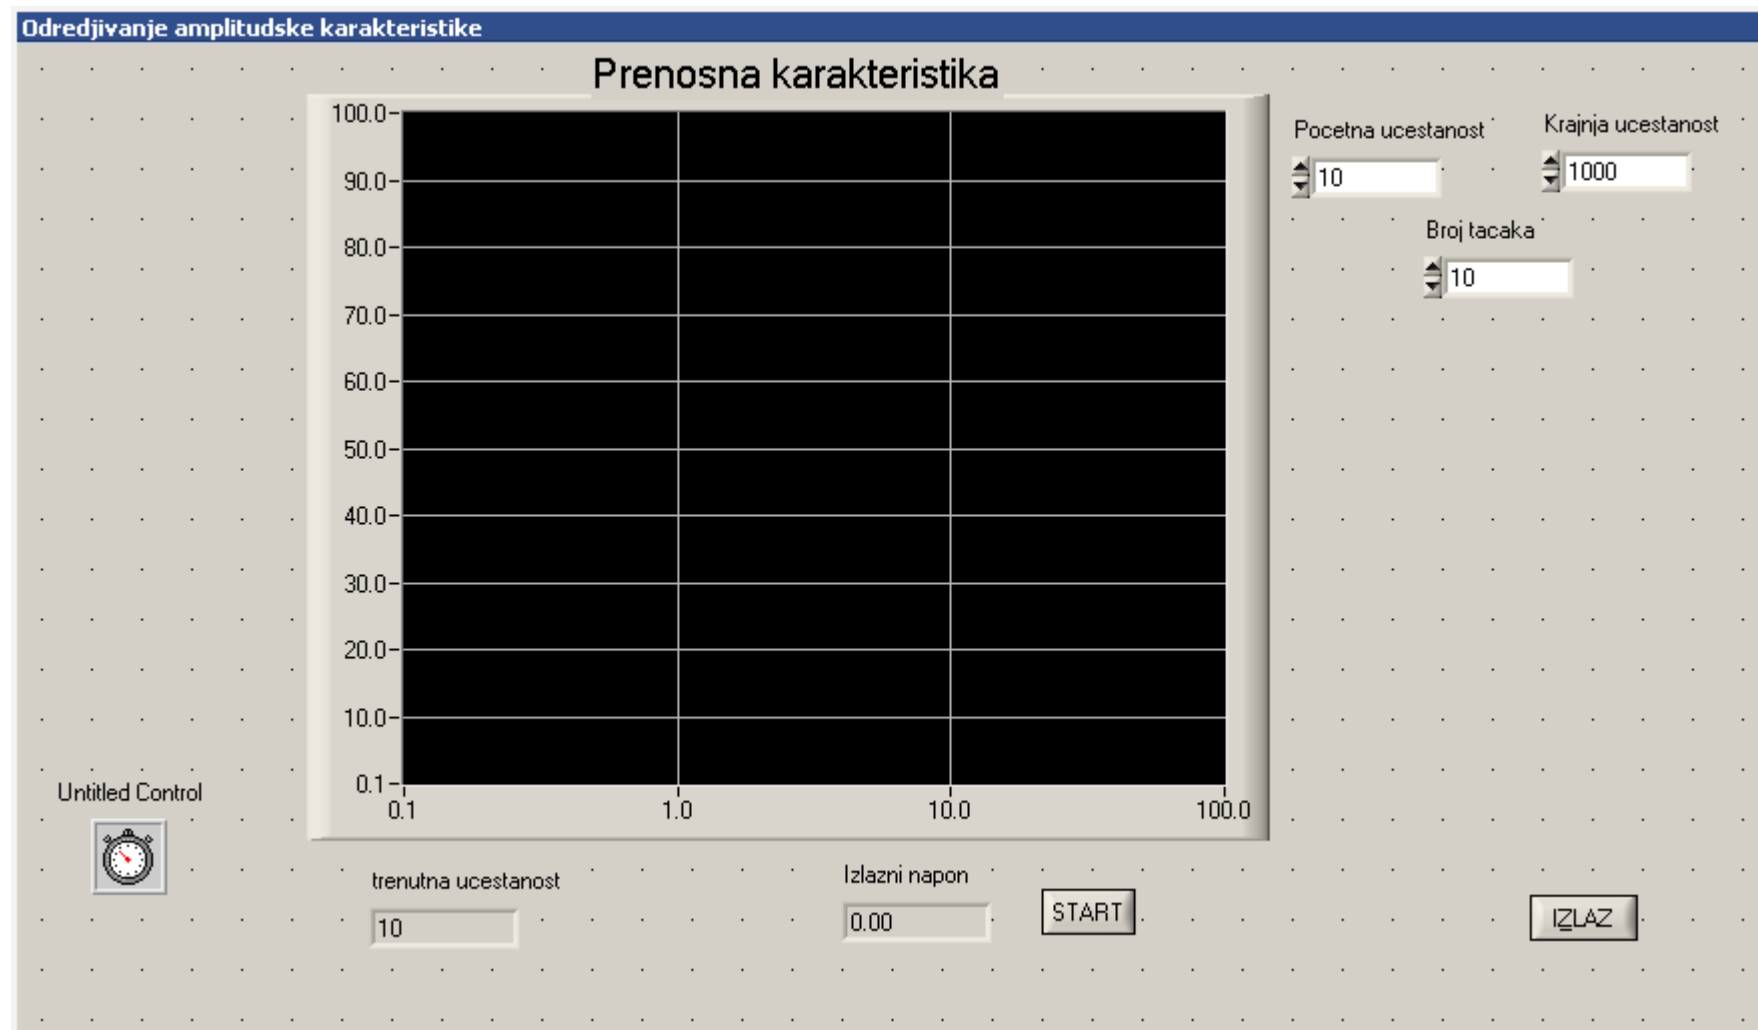 Odredjivanje amplitudske karakteristike
Prenosna karakteristika
100.0
90.0
80.0
70.0
60.0
50.0
40.0
30.0
20.0
10.0
0.1
0.1 1.0 10.0 100.0
Pocetna ucestanost
10
Krajnja ucestanost
1000
Broj tacaka
10
Untitled Control
trenutna ucestanost
10
Izlazni napon
0.00
START
IZLAZ